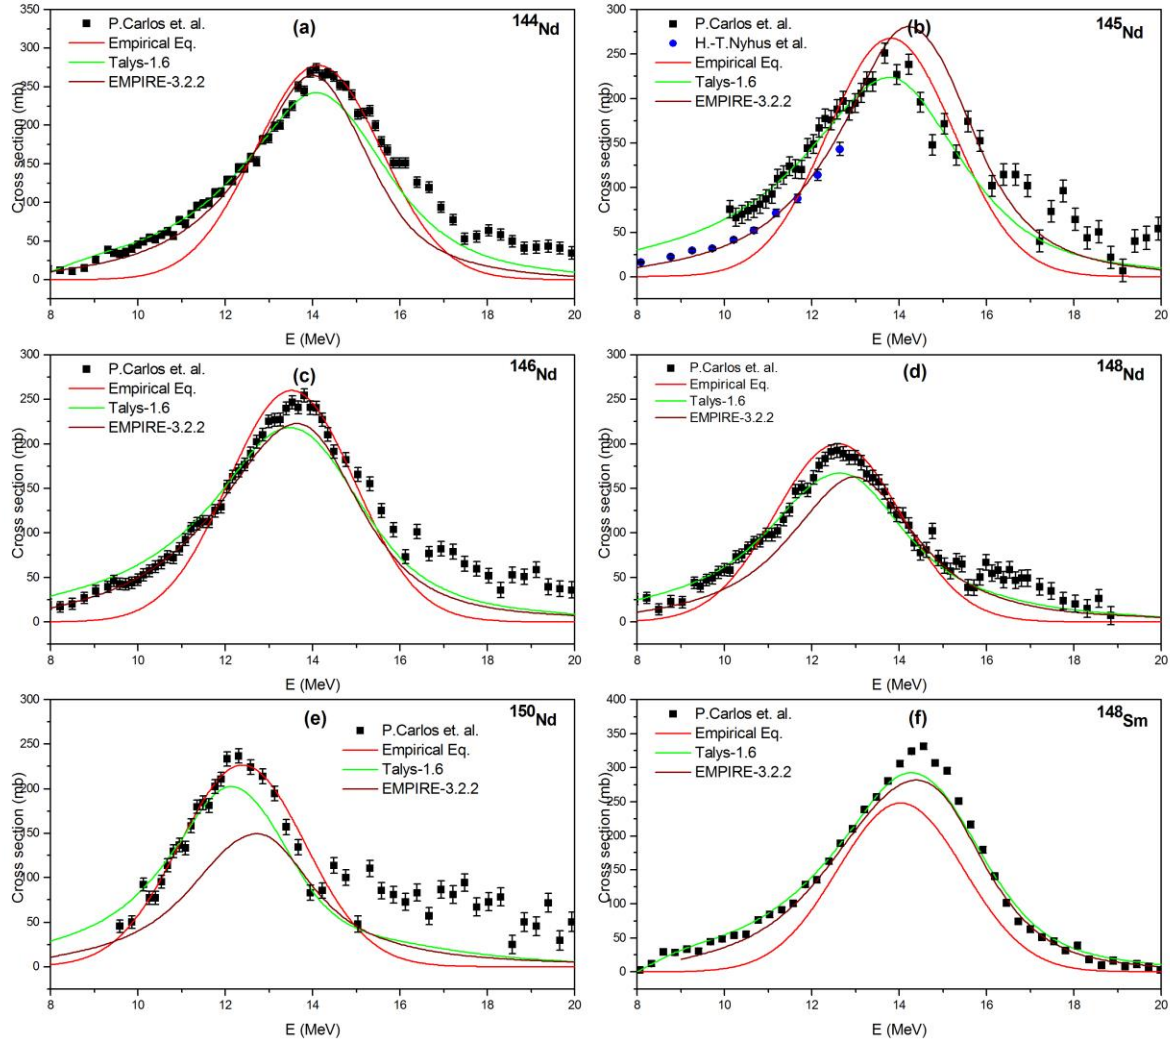 (a)
144Nd
P.Carlos et. al.
Empirical Eq.
Talys-1.6
EMPIRE-3.2.2
Cross section (mb)
350
300
250
200
150
100
50
0
8 10 12 14 16 18 20
E (MeV)
(b)
145Nd
P.Carlos et. al.
H.-T.Nyhus et al.
Empirical Eq.
Talys-1.6
EMPIRE-3.2.2
Cross section (mb)
300
250
200
150
100
50
0
8 10 12 14 16 18 20
E (MeV)
(c)
146Nd
P.Carlos et. al.
Empirical Eq.
Talys-1.6
EMPIRE-3.2.2
Cross section (mb)
300
250
200
150
100
50
0
8 10 12 14 16 18 20
E (MeV)
(d)
148Nd
P.Carlos et. al.
Empirical Eq.
Talys-1.6
EMPIRE-3.2.2
Cross section (mb)
300
250
200
150
100
50
0
8 10 12 14 16 18 20
E (MeV)
(e)
150Nd
P.Carlos et. al.
Empirical Eq.
Talys-1.6
EMPIRE-3.2.2
Cross section (mb)
300
250
200
150
100
50
0
8 10 12 14 16 18 20
E (MeV)
(f)
148Sm
P.Carlos et. al.
Empirical Eq.
Talys-1.6
EMPIRE-3.2.2
Cross section (mb)
400
350
300
250
200
150
100
50
0
8 10 12 14 16 18 20
E (MeV)